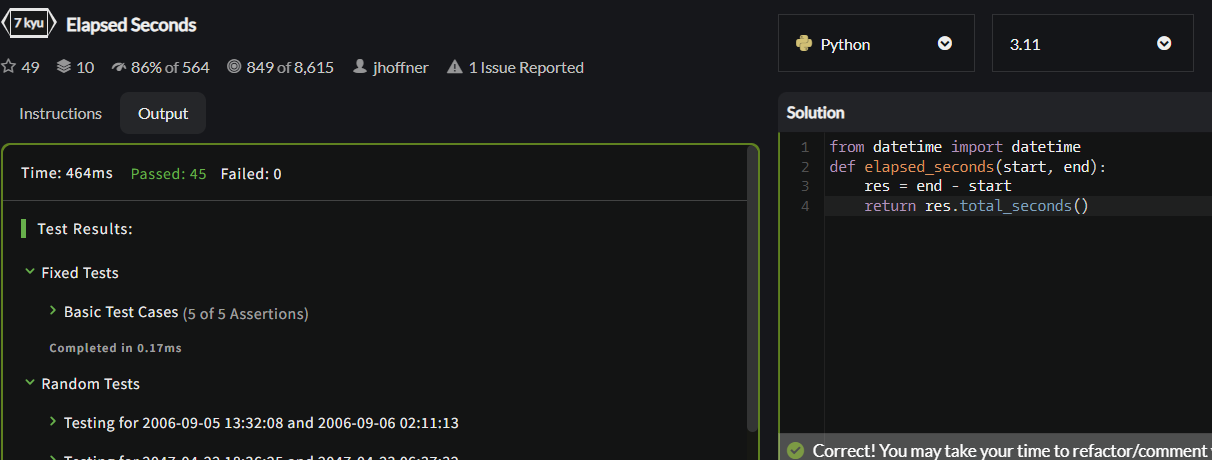 7 kyu Elapsed Seconds
49 10 86% of 564 849 of 8,615 jhoffner 1 Issue Reported
Python 3.11
Instructions Output
Time: 464ms Passed: 45 Failed: 0
Test Results:
Fixed Tests
Basic Test Cases (5 of 5 Assertions)
Completed in 0.17ms
Random Tests
Testing for 2006-09-05 13:32:08 and 2006-09-06 02:11:13
Solution
1 from datetime import datetime
2 def elapsed_seconds(start, end):
3 res = end - start
4 return res.total_seconds()
Correct! You may take your time to refactor/comment